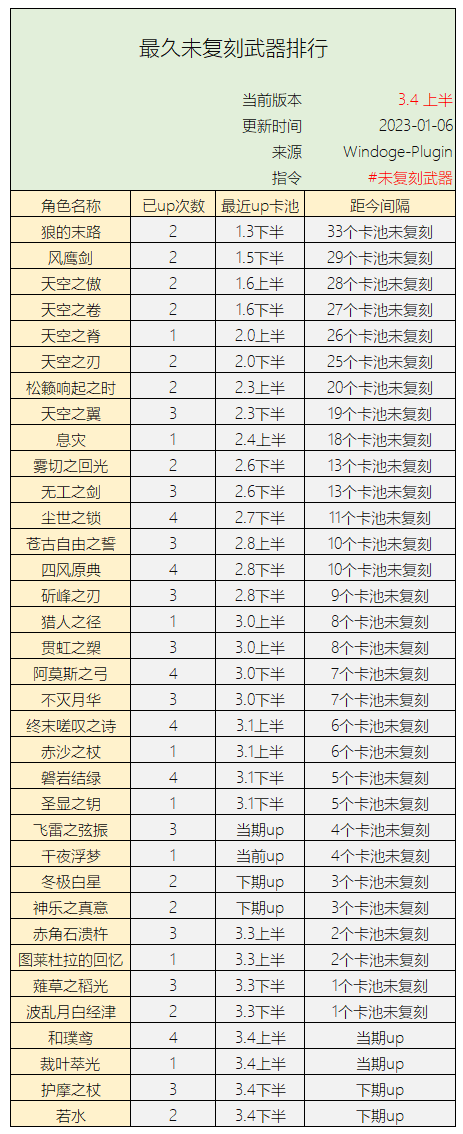 最久未复刻武器排行
当前版本 3.4 上半
更新时间 2023-01-06
来源 Windoge-Plugin
指令 #未复刻武器
角色名称 已up次数 最近up卡池 距今间隔
狼的末路 2 1.3下半 33个卡池未复刻
风鹰剑 2 1.5下半 29个卡池未复刻
天空之傲 2 1.6上半 28个卡池未复刻
天空之卷 2 1.6下半 27个卡池未复刻
天空之脊 1 2.0上半 26个卡池未复刻
天空之刃 2 2.0下半 25个卡池未复刻
松籁响起之时 2 2.3上半 20个卡池未复刻
天空之翼 3 2.3下半 19个卡池未复刻
息灾 1 2.4上半 18个卡池未复刻
雾切之回光 2 2.6下半 13个卡池未复刻
无工之剑 3 2.6下半 13个卡池未复刻
尘世之锁 4 2.7下半 11个卡池未复刻
苍古自由之誓 3 2.8上半 10个卡池未复刻
四风原典 4 2.8下半 10个卡池未复刻
斫峰之刃 3 2.8下半 9个卡池未复刻
猎人之径 1 3.0上半 8个卡池未复刻
贯虹之槊 3 3.0上半 8个卡池未复刻
阿莫斯之弓 4 3.0下半 7个卡池未复刻
不灭月华 3 3.0下半 7个卡池未复刻
终末嗟叹之诗 4 3.1上半 6个卡池未复刻
赤沙之杖 1 3.1上半 6个卡池未复刻
磐岩结绿 4 3.1下半 5个卡池未复刻
圣显之钥 1 3.1下半 5个卡池未复刻
飞雷之弦振 3 当期up 4个卡池未复刻
千夜浮梦 1 当前up 4个卡池未复刻
冬极白星 2 下期up 3个卡池未复刻
神乐之真意 2 下期up 3个卡池未复刻
赤角石溃杵 3 3.3上半 2个卡池未复刻
图莱杜拉的回忆 1 3.3上半 2个卡池未复刻
薙草之稻光 3 3.3下半 1个卡池未复刻
波乱月白经津 2 3.3下半 1个卡池未复刻
和璞鸢 4 3.4上半 当期up
裁叶萃光 1 3.4上半 当期up
护摩之杖 3 3.4下半 下期up
若水 2 3.4下半 下期up